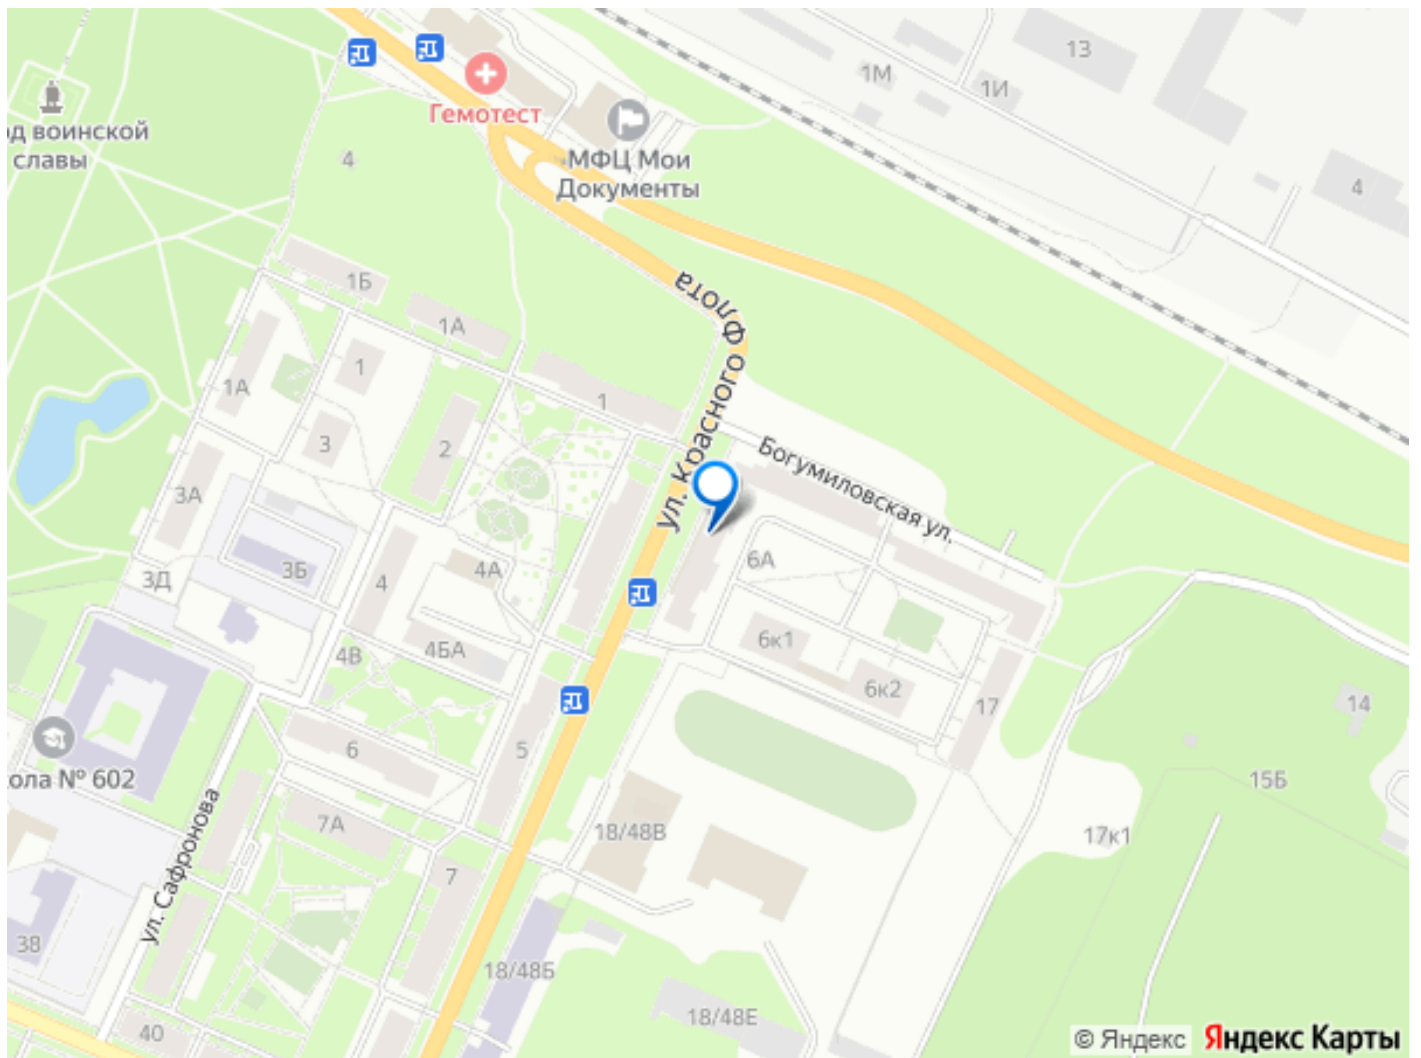 13
1М
1И
Гемотест
од воинской
славы
4
МФЦ Мои
Документы
4
1Б
1А
ул. Красного Флота
1
1А
1
3
2
Богумиловская ул.
3А
3Б
3Д
4
4А
6А
4В
4БА
6к1
6к2
17
14
6
5
ола № 602
15Б
7А
18/48В
17к1
ул. Сафронова
7
38
18/48Б
18/48Е
40
© Яндекс Яндекс Карты